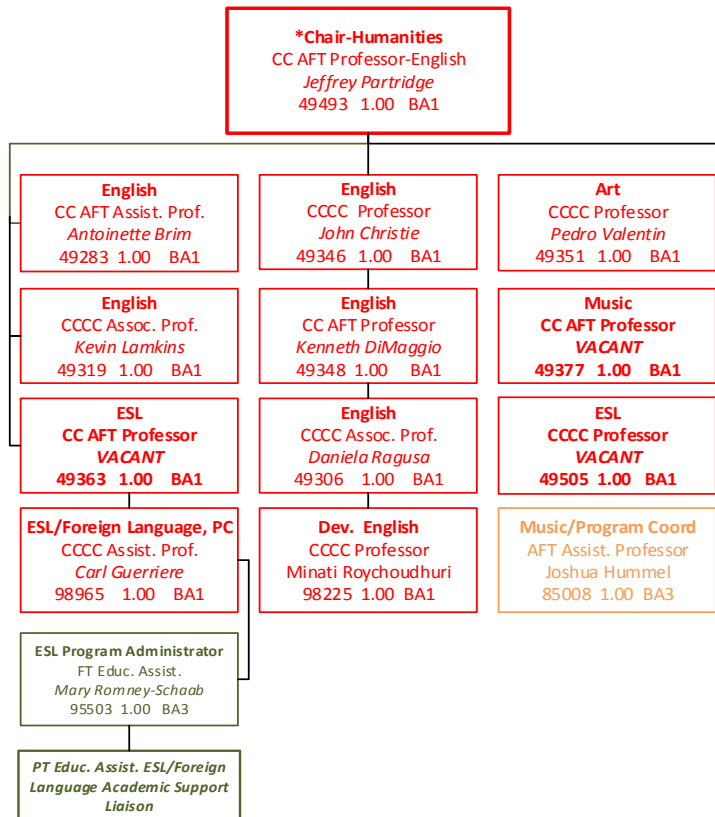 *Chair-Humanities
CC AFT Professor-English
Jeffrey Partridge
49493 1.00 BA1
English
CC AFT Assist. Prof.
Antoinette Brim
49283 1.00 BA1
English
CCCC Professor
John Christie
49346 1.00 BA1
Art
CCCC Professor
Pedro Valentin
49351 1.00 BA1
English
CCCC Assoc. Prof.
Kevin Lamkins
49319 1.00 BA1
English
CC AFT Professor
Kenneth DiMaggio
49348 1.00 BA1
Music
CC AFT Professor
VACANT
49377 1.00 BA1
ESL
CC AFT Professor
VACANT
49363 1.00 BA1
English
CCCC Assoc. Prof.
Daniela Ragusa
49306 1.00 BA1
ESL
CCCC Professor
VACANT
49505 1.00 BA1
ESL/Foreign Language, PC
CCCC Assist. Prof.
Carl Guerriere
98965 1.00 BA1
Dev. English
CCCC Professor
Minati Roychoudhuri
98225 1.00 BA1
Music/Program Coord
AFT Assist. Professor
Joshua Hummel
85008 1.00 BA3
ESL Program Administrator
FT Educ. Assist.
Mary Romney-Schaab
95503 1.00 BA3
PT Educ. Assist. ESL/Foreign
Language Academic Support
Liaison